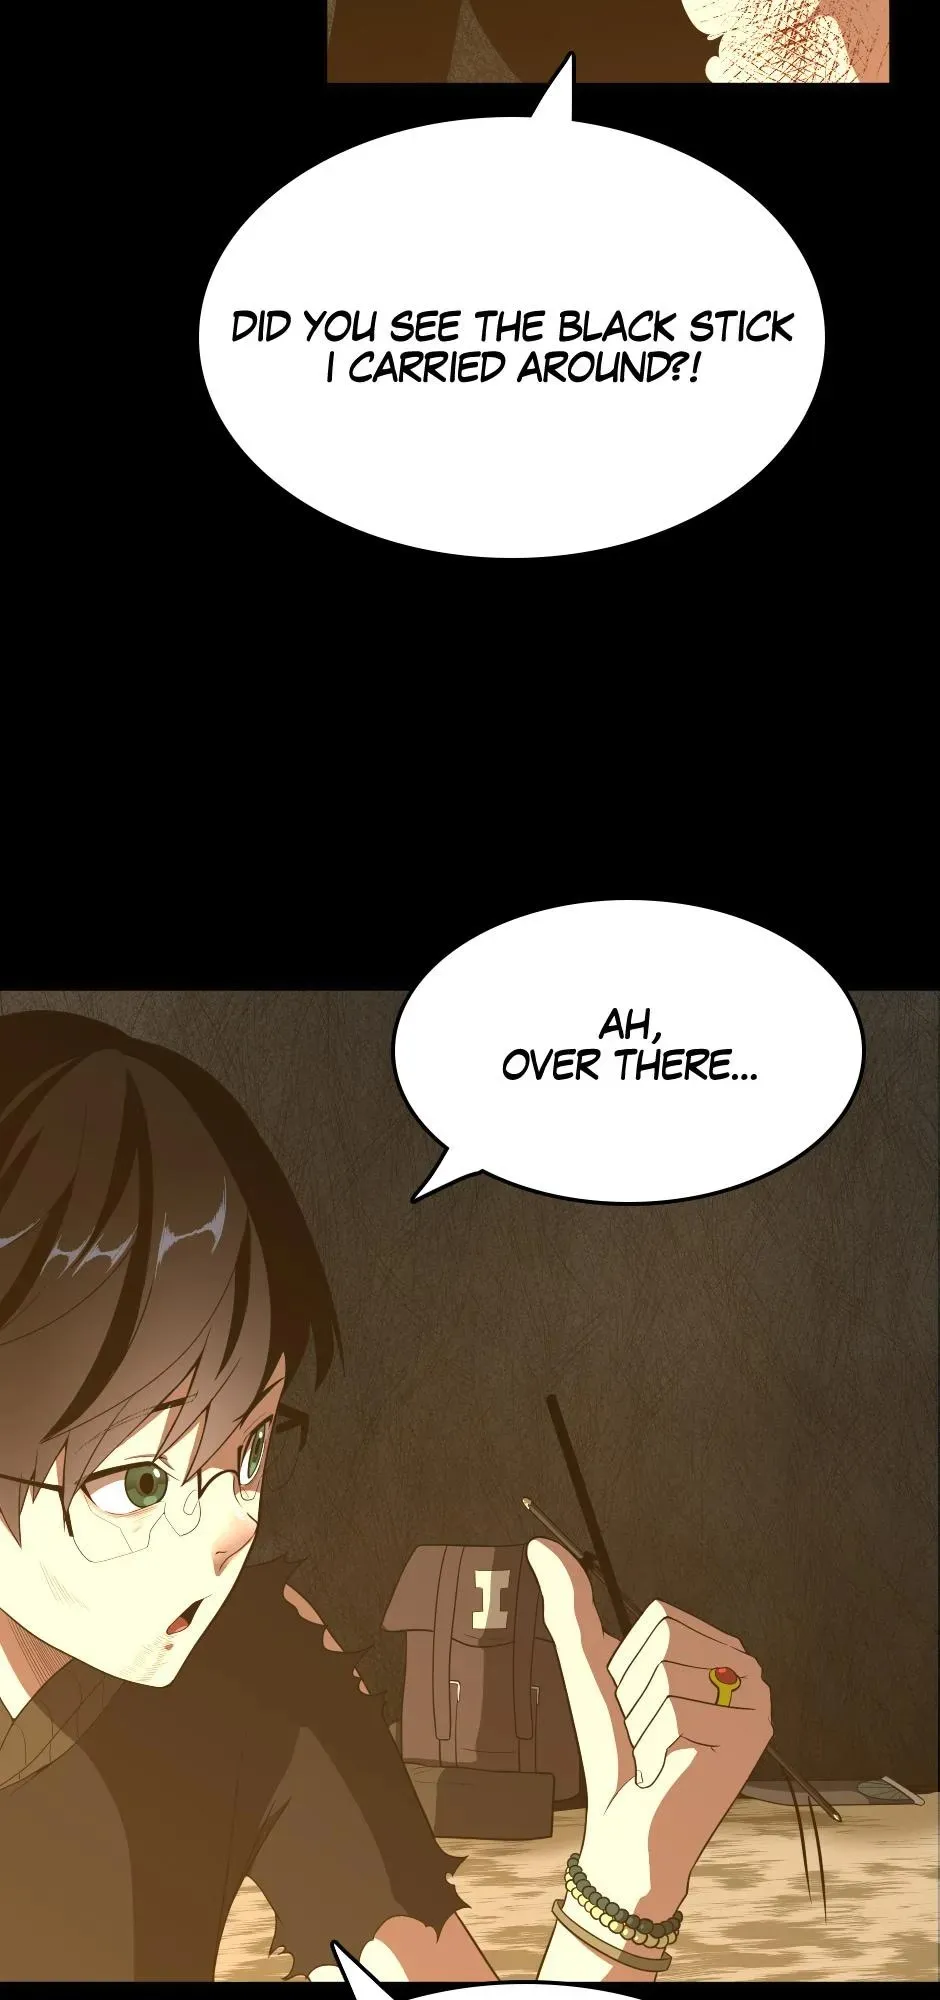 DID YOU SEE THE BLACK STICK
I CARRIED AROUND?!
AH,
OVER THERE...
I